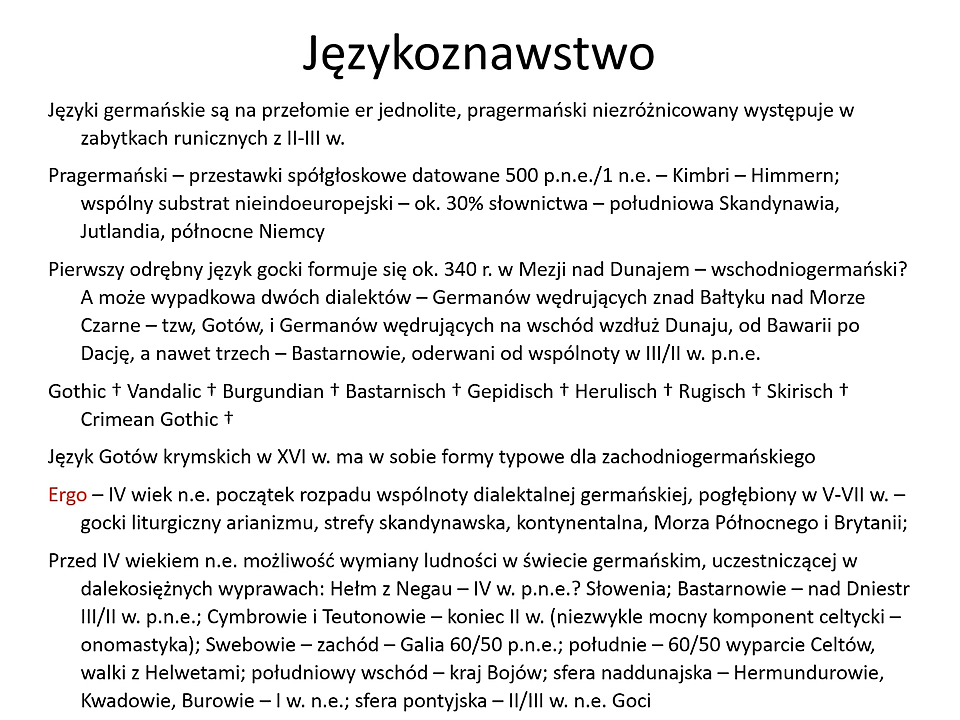 Językoznawstwo
Języki germańskie są na przełomie er jednolite, pragermański niezróżnicowany występuje w
zabytkach runicznych z II-III w.
Pragermański – przestawki spółgłoskowe datowane 500 p.n.e./1 n.e. – Kimbri – Himmern;
wspólny substrat nieindoeuropejski – ok. 30% słownictwa – południowa Skandynawia,
Jutlandia, północne Niemcy
Pierwszy odrębny język gocki formuje się ok. 340 r. w Mezji nad Dunajem – wschodniogermański?
A może wypadkowa dwóch dialektów – Germanów wędrujących znad Bałtyku nad Morze
Czarne – tzw, Gotów, i Germanów wędrujących na wschód wzdłuż Dunaju, od Bawarii po
Dację, a nawet trzech – Bastarnowie, oderwani od wspólnoty w III/II w. p.n.e.
Gothic † Vandalic † Burgundian † Bastarnisch † Gepidisch † Herulisch † Rugisch † Skirisch †
Crimean Gothic †
Język Gotów krymskich w XVI w. ma w sobie formy typowe dla zachodniogermańskiego
Ergo – IV wiek n.e. początek rozpadu wspólnoty dialektalnej germańskiej, pogłębiony w V-VII w. –
gocki liturgiczny arianizmu, strefy skandynawska, kontynentalna, Morza Północnego i Brytanii;
Przed IV wiekiem n.e. możliwość wymiany ludności w świecie germańskim, uczestniczącej w
dalekosiężnych wyprawach: Hełm z Negau – IV w. p.n.e.? Słowenia; Bastarnowie – nad Dniestr
III/II w. p.n.e.; Cymbrowie i Teutonowie – koniec II w. (niezwykle mocny komponent celtycki –
onomastyka); Swebowie – zachód – Galia 60/50 p.n.e.; południe – 60/50 wyparcie Celtów,
walki z Helwetami; południowy wschód – kraj Bojów; sfera naddunajska – Hermundurowie,
Kwadowie, Burowie – I w. n.e.; sfera pontyjska – II/III w. n.e. Goci